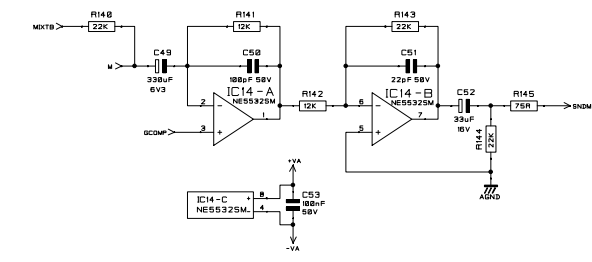 R140
22K
MIXTB
C49
M
330uF
6V3
R141
12K
C50
100pF 50V
IC14-A
NE5532SM
2
3
1
GCOMP
R142
12K
R143
22K
C51
22pF 50V
IC14-B
NE5532SM
6
5
7
C52
33uF
16V
R145
75R
SNDM
R144
22K
AGND
+VA
IC14-C
NE5532SM
+
-
8
4
C53
100nF
50V
-VA